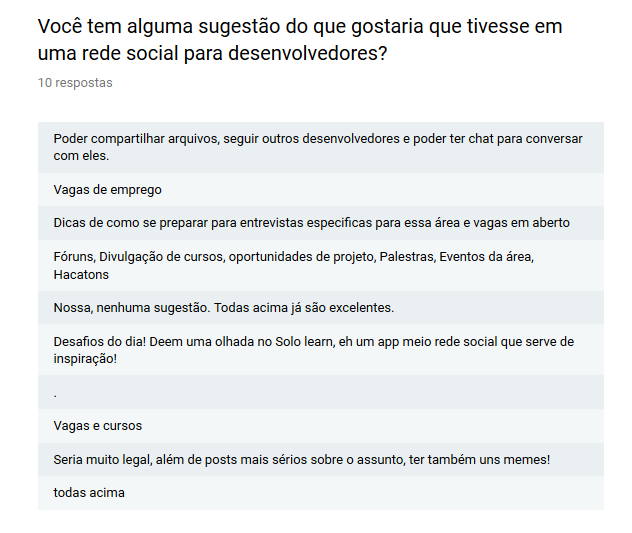 Você tem alguma sugestão do que gostaria que tivesse em
uma rede social para desenvolvedores?
10 respostas
Poder compartilhar arquivos, seguir outros desenvolvedores e poder ter chat para conversar
com eles.
Vagas de emprego
Dicas de como se preparar para entrevistas especificas para essa área e vagas em aberto
Fóruns, Divulgação de cursos, oportunidades de projeto, Palestras, Eventos da área,
Hacatons
Nossa, nenhuma sugestão. Todas acima já são excelentes.
Desafios do dia! Deem uma olhada no Solo learn, eh um app meio rede social que serve de
inspiração!
.
Vagas e cursos
Seria muito legal, além de posts mais sérios sobre o assunto, ter também uns memes!
todas acima